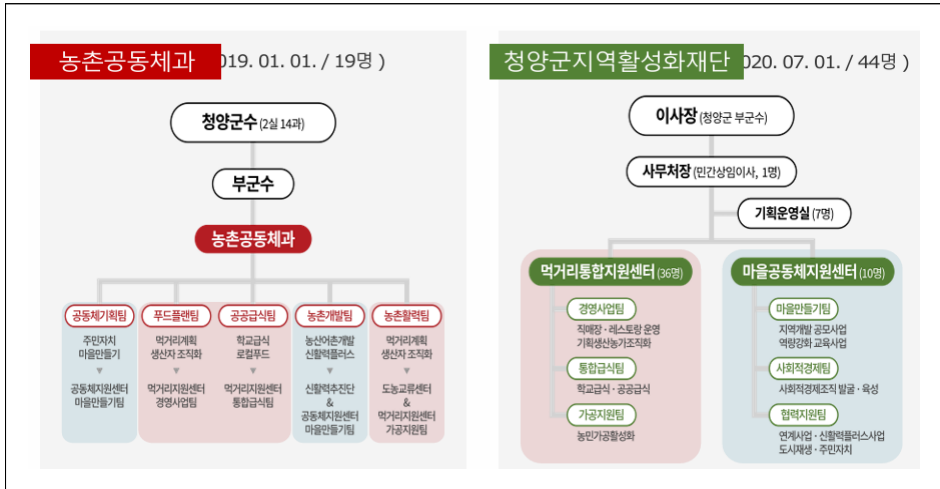 농촌공동체과 019. 01. 01. / 19명 )
청양군수 (2실 14과)
부군수
농촌공동체과
공동체기획팀
주민자치
마을만들기
▼
공동체지원센터
마을만들기팀
푸드플랜팀
먹거리계획
생산자 조직화
▼
먹거리지원센터
경영사업팀
공공급식팀
학교급식
로컬푸드
▼
먹거리지원센터
통합급식팀
농촌개발팀
농산어촌개발
신활력플러스
▼
신활력추진단
&
공동체지원센터
마을만들기팀
농촌활력팀
먹거리계획
생산자 조직화
▼
도농교류센터
&
먹거리지원센터
가공지원팀
청양군지역활성화재단 020. 07. 01. / 44명 )
이사장 (청양군 부군수)
사무처장 (민간상임이사, 1명)
기획운영실 (7명)
먹거리통합지원센터 (36명)
경영사업팀
직매장 · 레스토랑 운영
기획생산농가조직화
통합급식팀
학교급식 · 공공급식
가공지원팀
농민가공활성화
마을공동체지원센터 (10명)
마을만들기팀
지역개발 공모사업
역량강화 교육사업
사회적경제팀
사회적경제조직 발굴 · 육성
협력지원팀
연계사업 · 신활력플러스사업
도시재생 · 주민자치